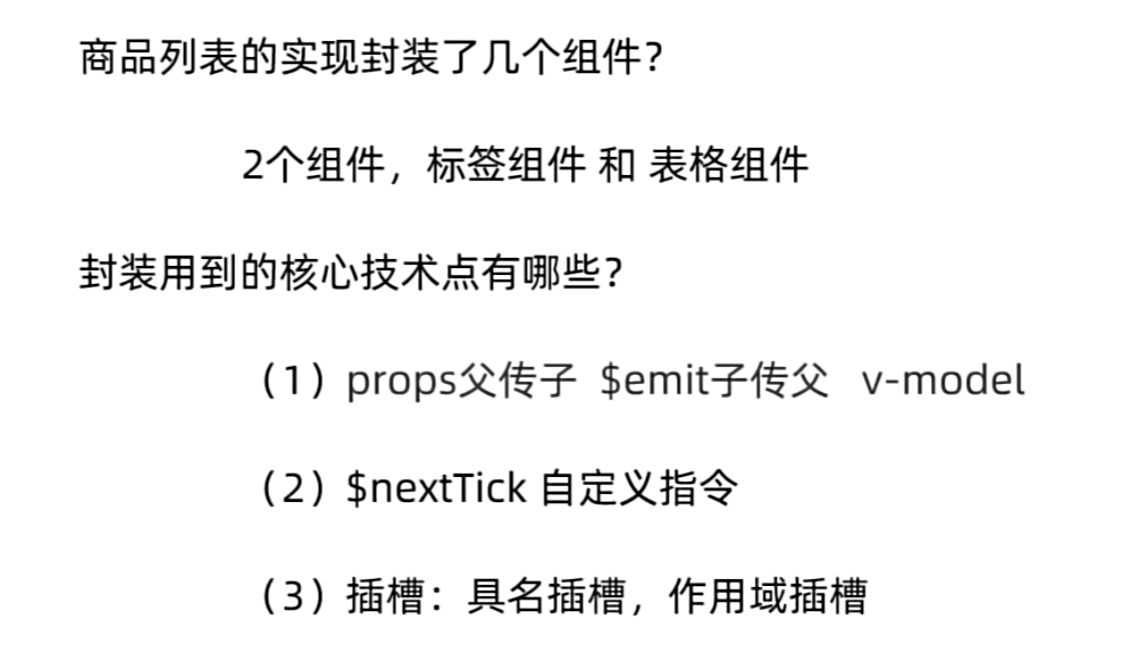 商品列表的实现封装了几个组件？
2个组件，标签组件 和 表格组件
封装用到的核心技术点有哪些？
（1）props父传子 $emit子传父 v-model
（2）$nextTick 自定义指令
（3）插槽：具名插槽，作用域插槽